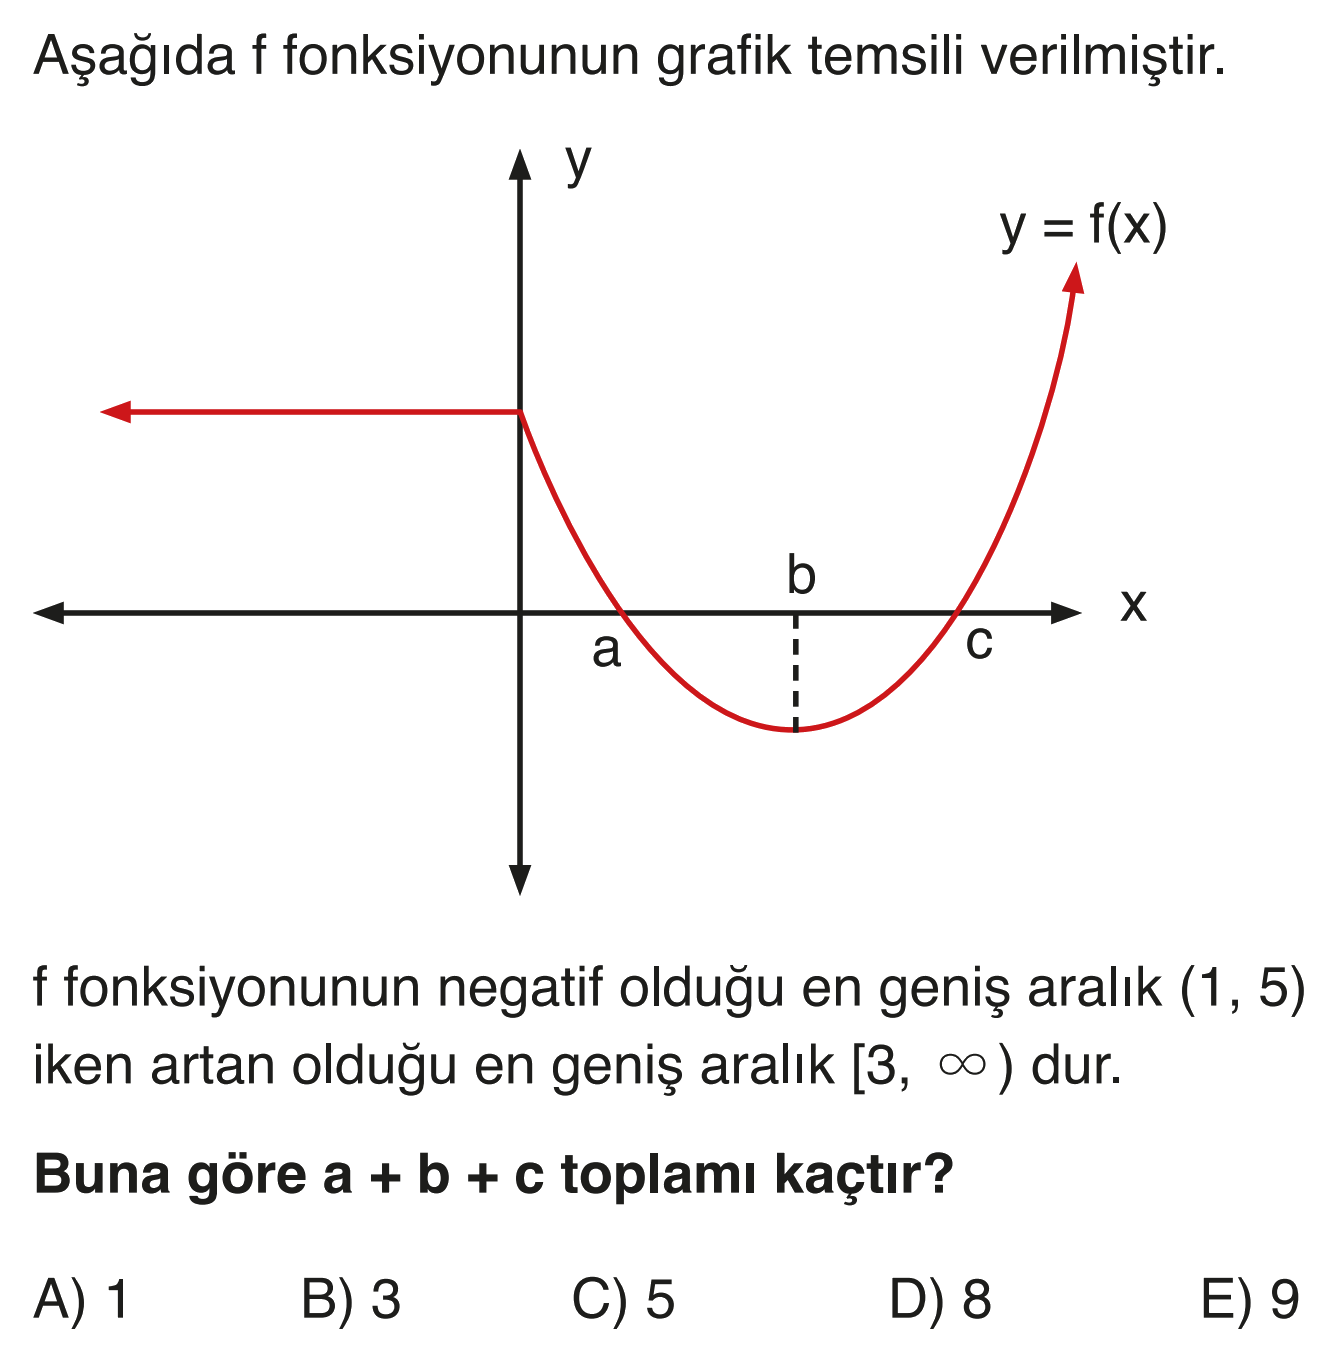 Aşağıda f fonksiyonunun grafik temsili verilmiştir.
y
y = f(x)
b
x
a
c
f fonksiyonunun negatif olduğu en geniş aralık (1, 5)
iken artan olduğu en geniş aralık [3, ∞) dur.
Buna göre a + b + c toplamı kaçtır?
A) 1 B) 3 C) 5 D) 8 E) 9